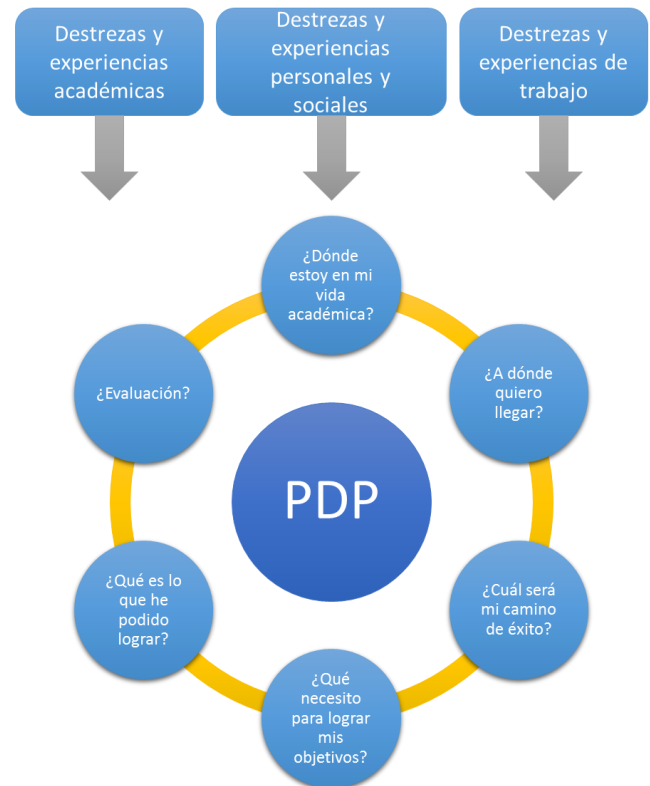 Destrezas y
experiencias
académicas
Destrezas y
experiencias
personales y
sociales
Destrezas y
experiencias de
trabajo
¿Dónde
estoy en mi
vida
académica?
¿A dónde
quiero
llegar?
¿Cuál será
mi camino
de éxito?
¿Qué
necesito
para lograr
mis
objetivos?
¿Qué es lo
que he
podido
lograr?
¿Evaluación?
PDP